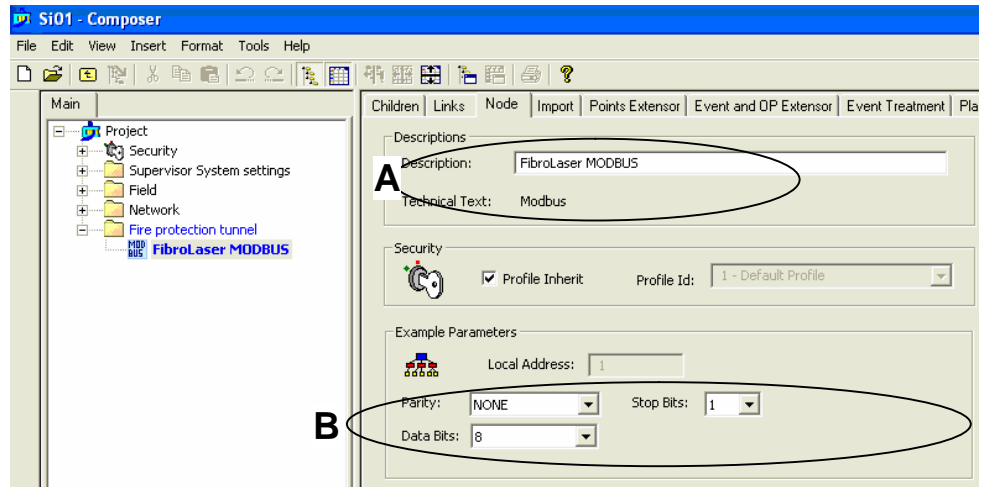 Si01 - Composer
File Edit View Insert Format Tools Help
Main
Project
Security
Supervisor System settings
Field
Network
Fire protection tunnel
MOD BUS FibroLaser MODBUS
Children Links Node Import Points Extensor Event and OP Extensor Event Treatment Pla
Descriptions
A
Description: FibroLaser MODBUS
Technical Text: Modbus
Security
Profile Inherit Profile Id: 1 - Default Profile
Example Parameters
Local Address: 1
Parity: NONE Stop Bits: 1
B
Data Bits: 8